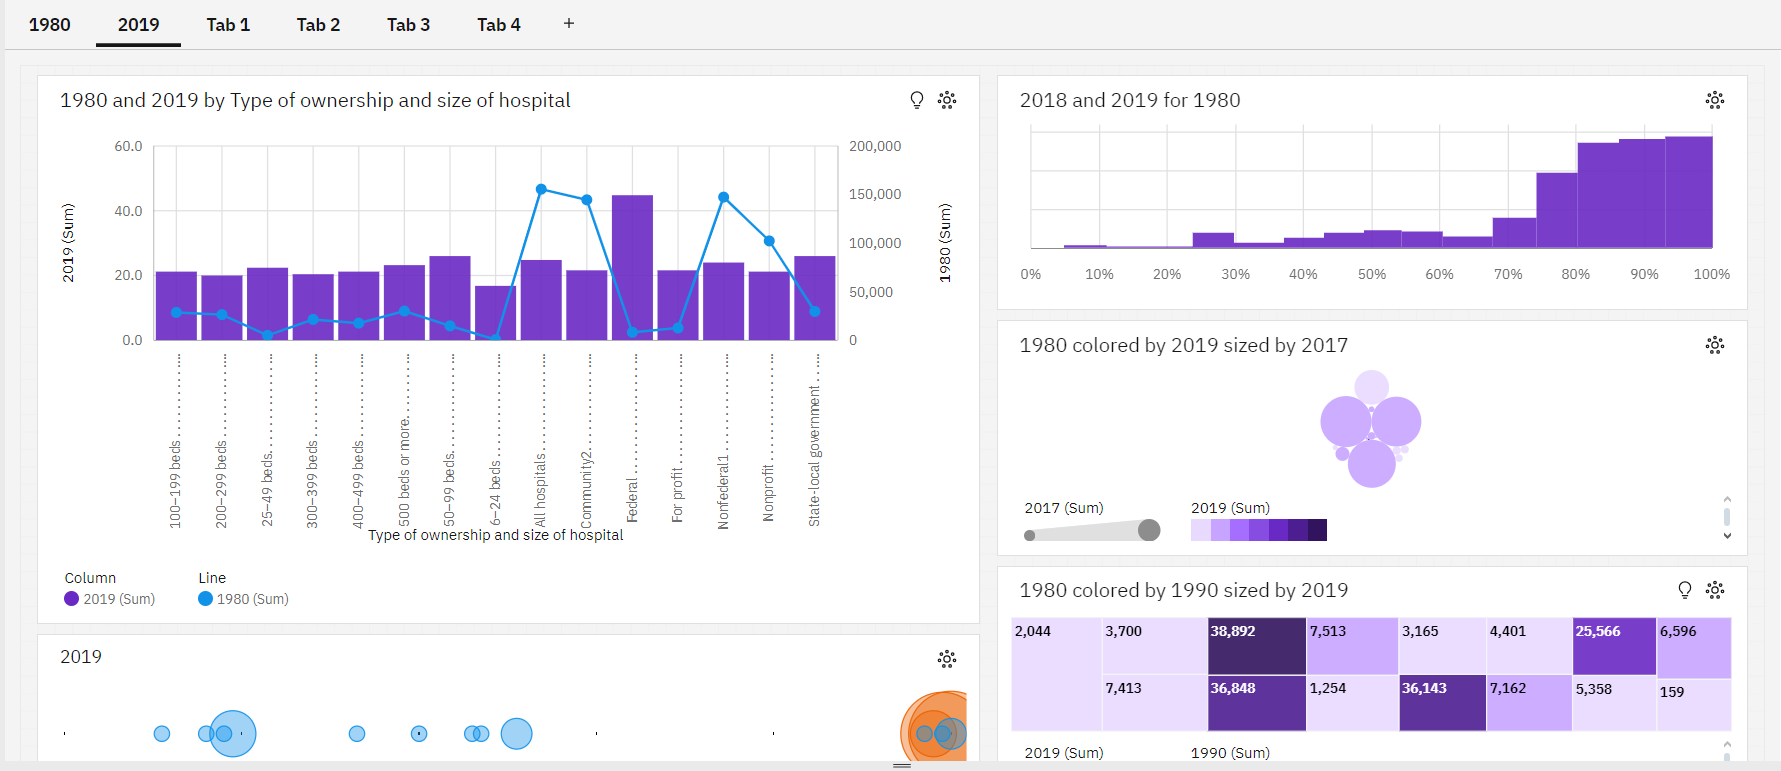 1980 2019 Tab 1 Tab 2 Tab 3 Tab 4 +
1980 and 2019 by Type of ownership and size of hospital
60.0
40.0
20.0
0.0
2019 (Sum)
200,000
150,000
100,000
50,000
0
1980 (Sum)
100–199 beds . . . . . . . . . . . .
200–299 beds . . . . . . . . . . . .
25–49 beds. . . . . . . . . . . . .
300–399 beds . . . . . . . . . . . .
400–499 beds . . . . . . . . . . . .
500 beds or more. . . . . . . . .
50–99 beds. . . . . . . . . . . . .
6–24 beds . . . . . . . . . . . . .
All hospitals. . . . . . . . . . . . .
Community2. . . . . . . . . . . . .
Federal . . . . . . . . . . . . . . .
For profit . . . . . . . . . . . . . .
Nonfederal1 . . . . . . . . . . . . .
Nonprofit . . . . . . . . . . . . . .
State-local government . . . .
Type of ownership and size of hospital
Column
2019 (Sum)
Line
1980 (Sum)
2019
2018 and 2019 for 1980
0% 10% 20% 30% 40% 50% 60% 70% 80% 90% 100%
1980 colored by 2019 sized by 2017
2017 (Sum)
2019 (Sum)
1980 colored by 1990 sized by 2019
2,044 3,700 38,892 7,513 3,165 4,401 25,566 6,596
7,413 36,848 1,254 36,143 7,162 5,358 159
2019 (Sum)
1990 (Sum)